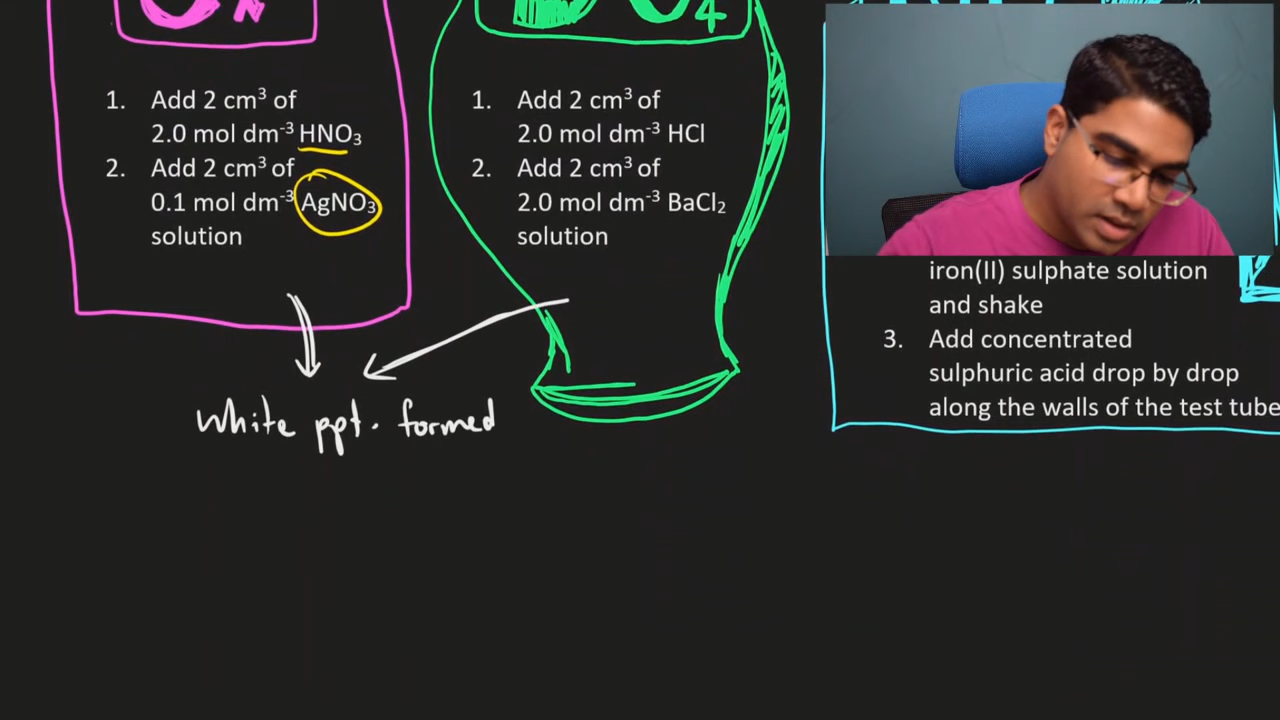 1. Add 2 cm³ of
2.0 mol dm⁻³ HNO₃
2. Add 2 cm³ of
0.1 mol dm⁻³ AgNO₃
solution
1. Add 2 cm³ of
2.0 mol dm⁻³ HCl
2. Add 2 cm³ of
2.0 mol dm⁻³ BaCl₂
solution
iron(II) sulphate solution
and shake
3. Add concentrated
sulphuric acid drop by drop
along the walls of the test tube
White ppt. formed